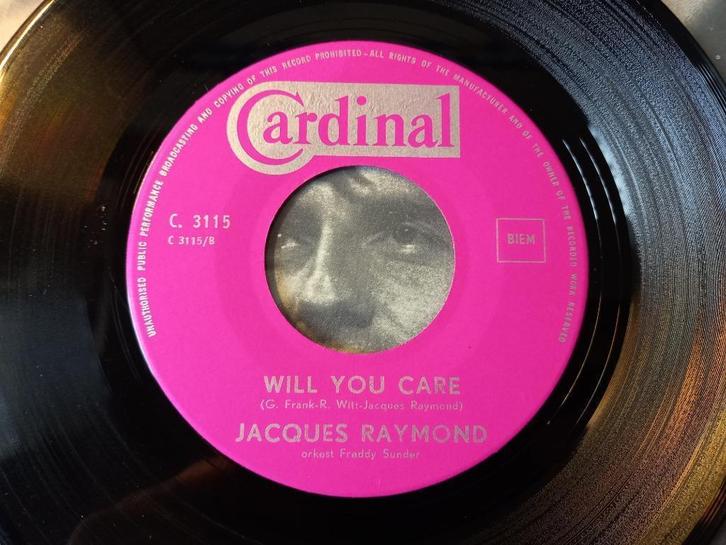 UNAUTHORISED PUBLIC PERFORMANCE BROADCASTING AND COPYING OF THIS RECORD PROHIBITED - ALL RIGHTS OF THE MANUFACTURER AND OF THE OWNER OF THE RECORDED WORK RESERVED
Cardinal
C. 3115
C 3115/B
BIEM
WILL YOU CARE
(G. Frank-R. Witt-Jacques Raymond)
JACQUES RAYMOND
orkest Freddy Sunder